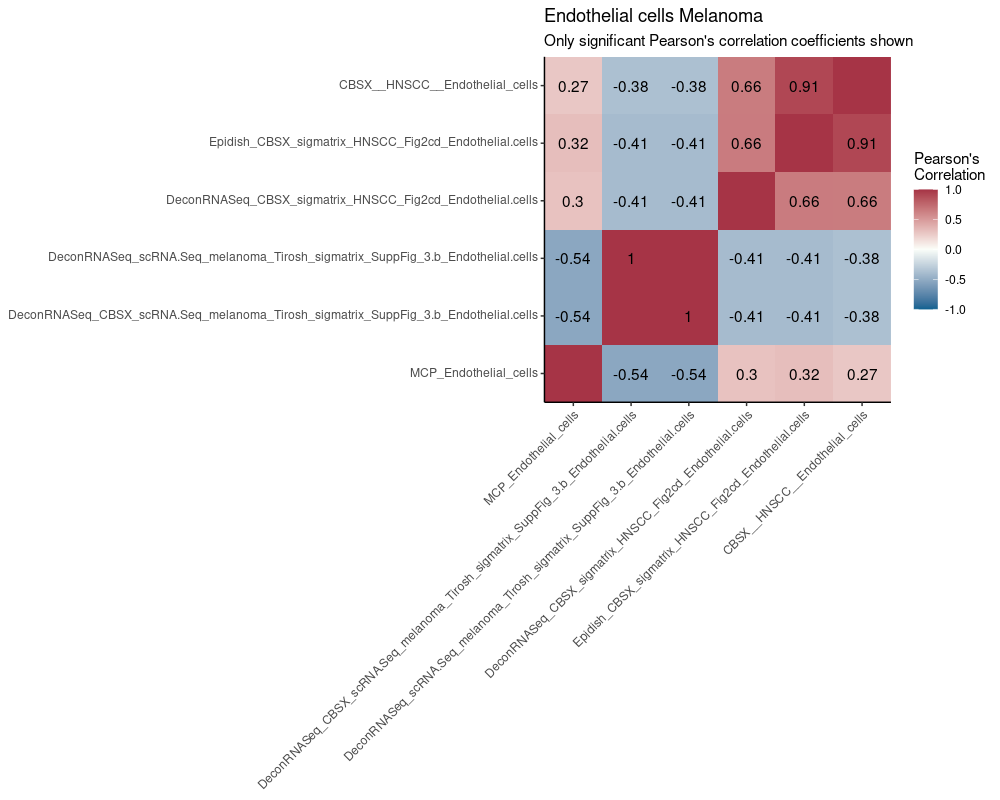 Endothelial cells Melanoma
Only significant Pearson's correlation coefficients shown
CBSX__HNSCC__Endothelial_cells 0.27 -0.38 -0.38 0.66 0.91
Epidish_CBSX_sigmatrix_HNSCC_Fig2cd_Endothelial.cells 0.32 -0.41 -0.41 0.66 0.91
DeconRNASeq_CBSX_sigmatrix_HNSCC_Fig2cd_Endothelial.cells 0.3 -0.41 -0.41 0.66 0.66
DeconRNASeq_scRNA.Seq_melanoma_Tirosh_sigmatrix_SuppFig_3.b_Endothelial.cells -0.54 1 -0.41 -0.41 -0.38
DeconRNASeq_CBSX_scRNA.Seq_melanoma_Tirosh_sigmatrix_SuppFig_3.b_Endothelial.cells -0.54 1 -0.41 -0.41 -0.38
MCP_Endothelial_cells -0.54 -0.54 0.3 0.32 0.27
MCP_Endothelial_cells
DeconRNASeq_CBSX_scRNA.Seq_melanoma_Tirosh_sigmatrix_SuppFig_3.b_Endothelial.cells
DeconRNASeq_scRNA.Seq_melanoma_Tirosh_sigmatrix_SuppFig_3.b_Endothelial.cells
DeconRNASeq_CBSX_sigmatrix_HNSCC_Fig2cd_Endothelial.cells
Epidish_CBSX_sigmatrix_HNSCC_Fig2cd_Endothelial.cells
CBSX__HNSCC__Endothelial_cells
Pearson's
Correlation
1.0
0.5
0.0
-0.5
-1.0